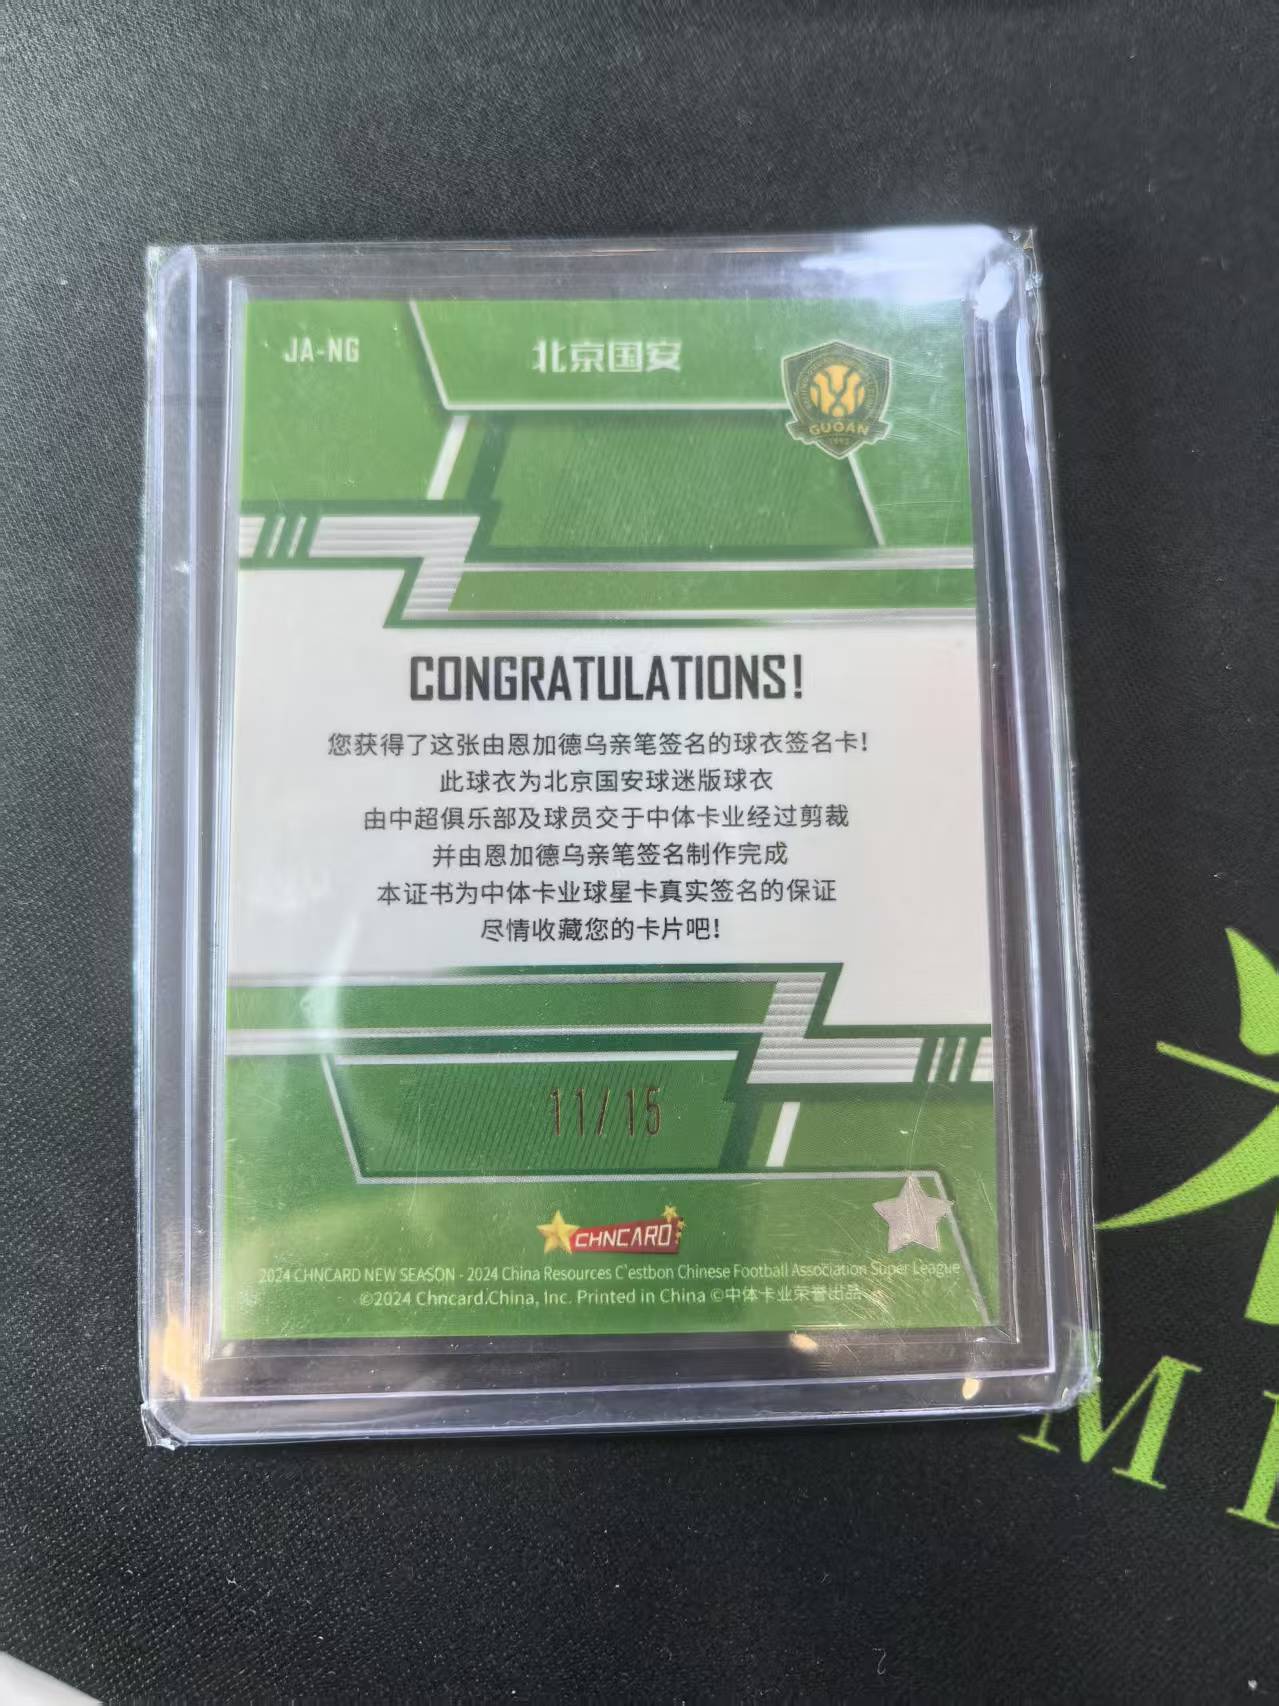 JA-NG
北京国安
GUOAN
1992
CONGRATULATIONS!
您获得了这张由恩加德乌亲笔签名的球衣签名卡!
此球衣为北京国安球迷版球衣
由中超俱乐部及球员交于中体卡业经过剪裁
并由恩加德乌亲笔签名制作完成
本证书为中体卡业球星卡真实签名的保证
尽情收藏您的卡片吧!
11/15
CHNCARD
2024 CHNCARD NEW SEASON - 2024 China Resources C'estbon Chinese Football Association Super League
©2024 Chncard.China, Inc. Printed in China ©中体卡业荣誉出品